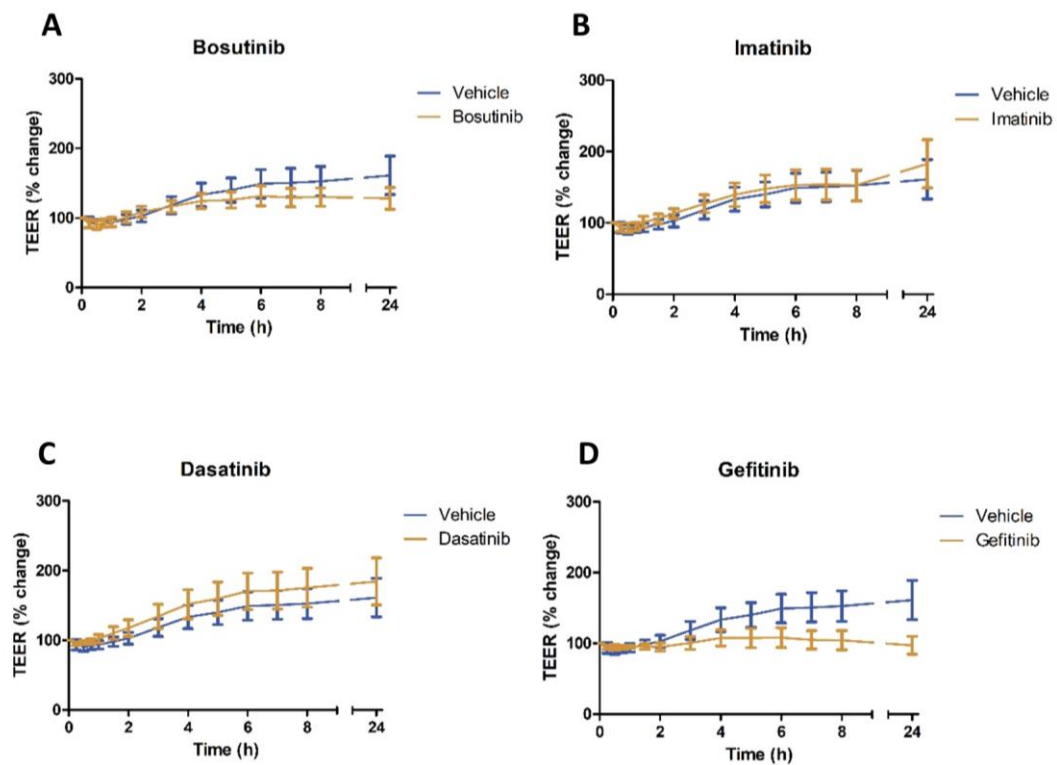 A
Bosutinib
300
200
100
0
TEER (% change)
0 2 4 6 8 24
Time (h)
Vehicle
Bosutinib
B
Imatinib
300
200
100
0
TEER (% change)
0 2 4 6 8 24
Time (h)
Vehicle
Imatinib
C
Dasatinib
300
200
100
0
TEER (% change)
0 2 4 6 8 24
Time (h)
Vehicle
Dasatinib
D
Gefitinib
300
200
100
0
TEER (% change)
0 2 4 6 8 24
Time (h)
Vehicle
Gefitinib